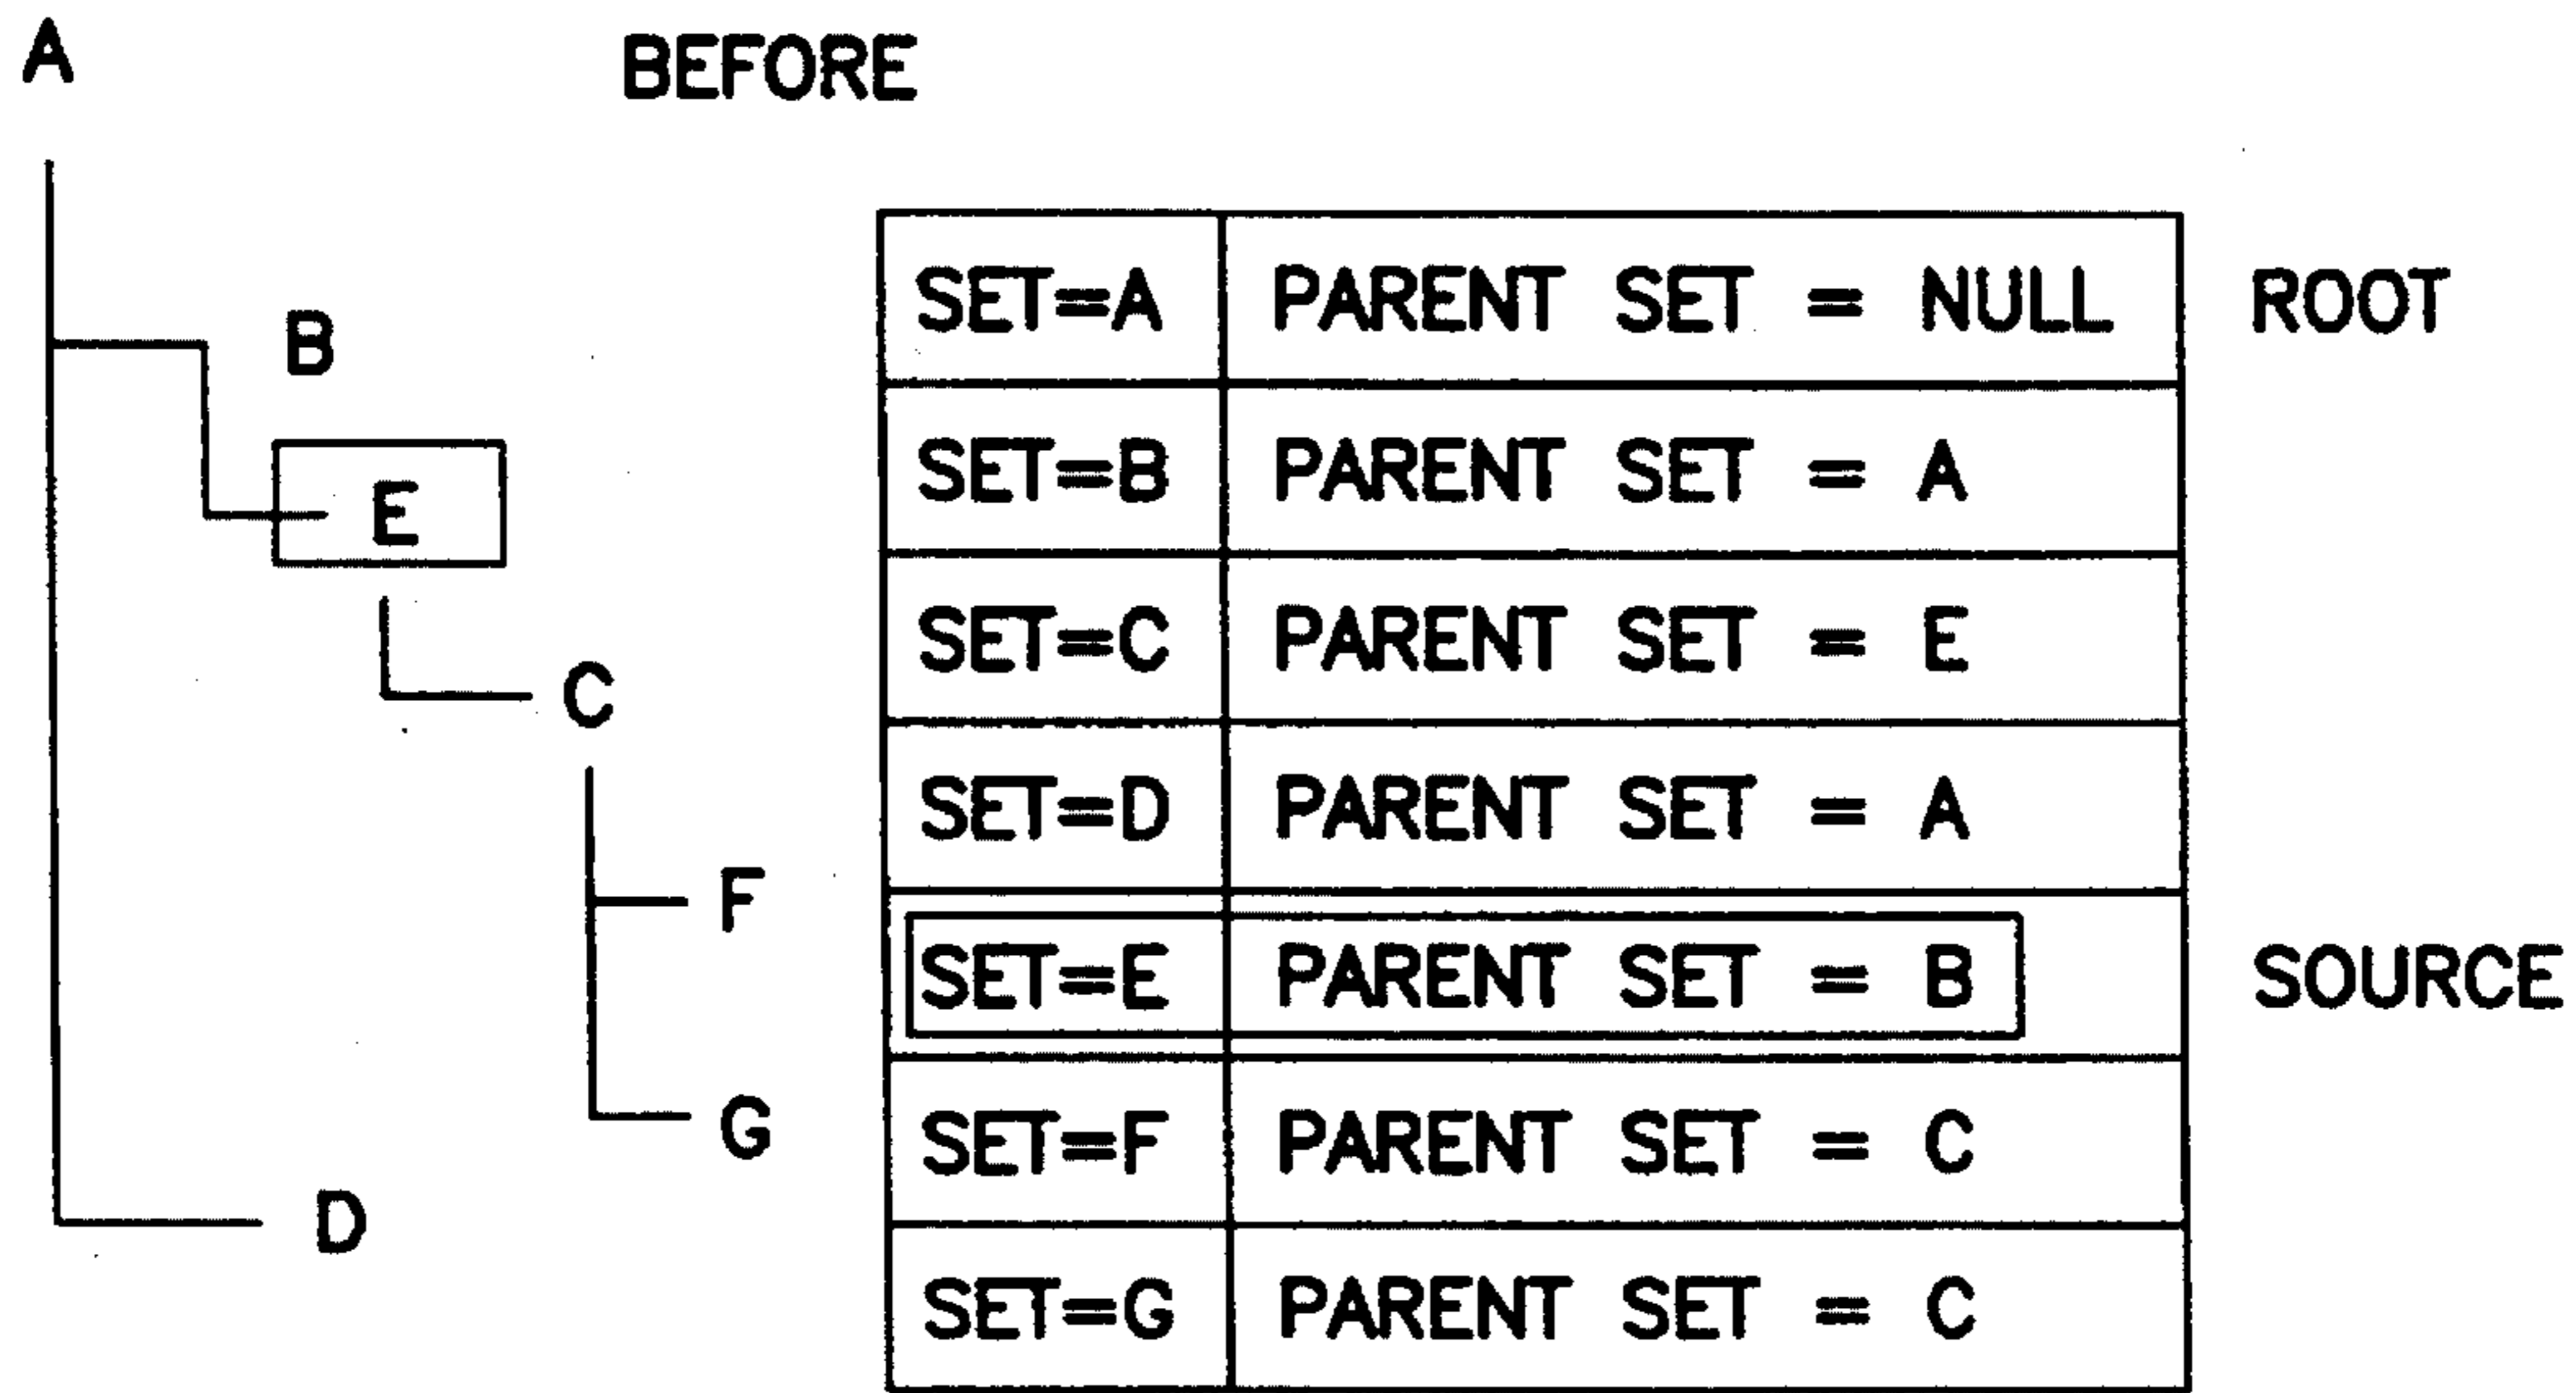 A
BEFORE
B
E
C
F
G
D
SET=A PARENT SET = NULL ROOT
SET=B PARENT SET = A
SET=C PARENT SET = E
SET=D PARENT SET = A
SET=E PARENT SET = B SOURCE
SET=F PARENT SET = C
SET=G PARENT SET = C